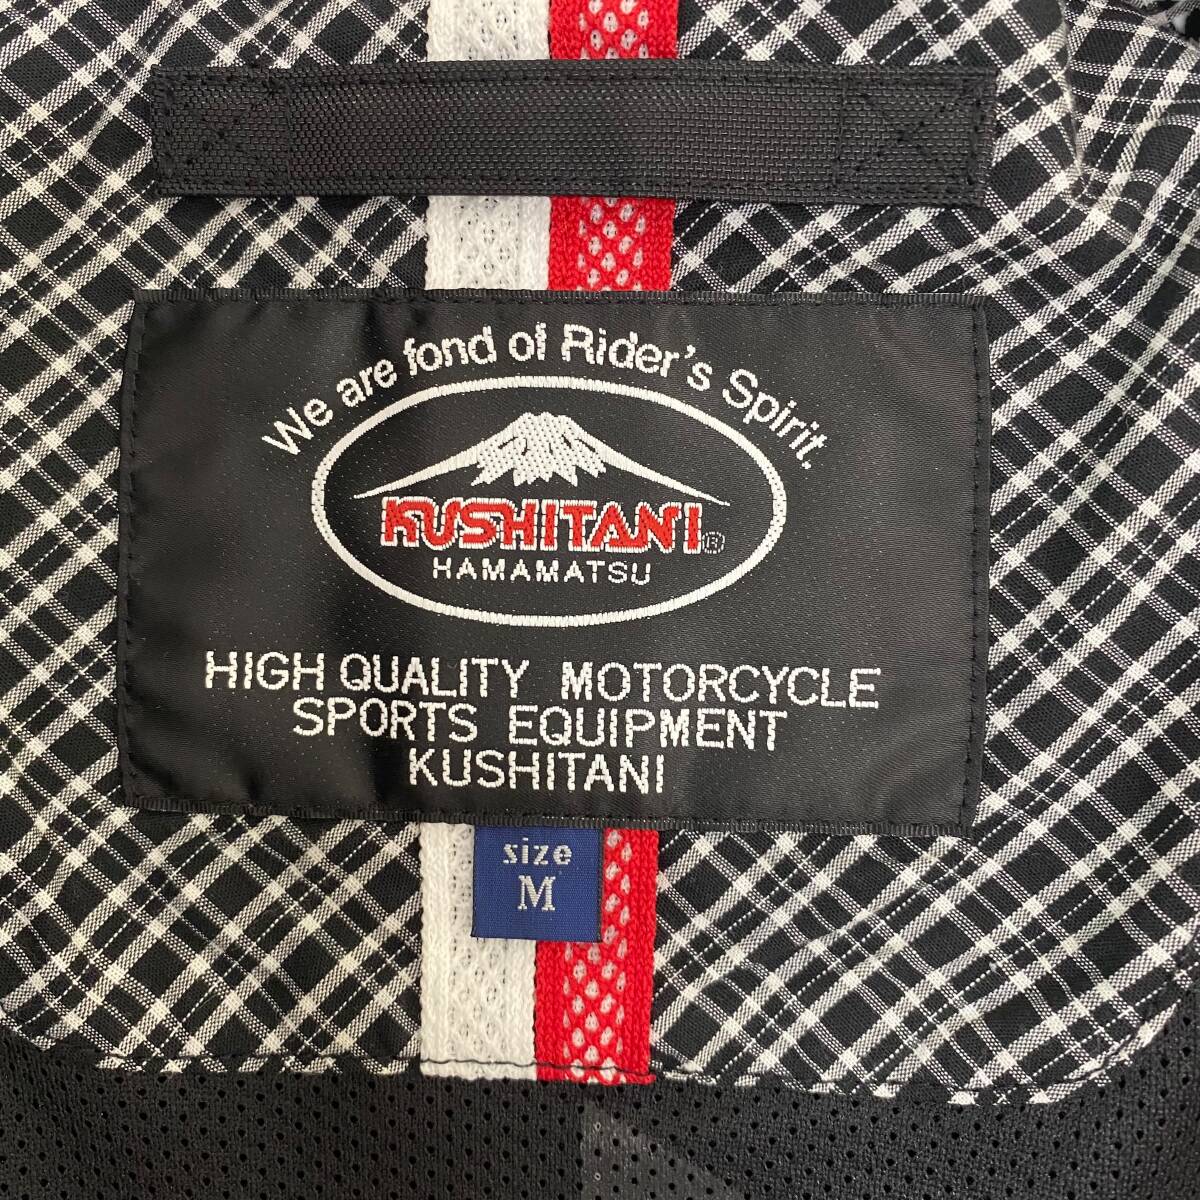 We are fond of Rider's Spirit.
KUSHITANI®
HAMAMATSU
HIGH QUALITY MOTORCYCLE
SPORTS EQUIPMENT
KUSHITANI
size
M